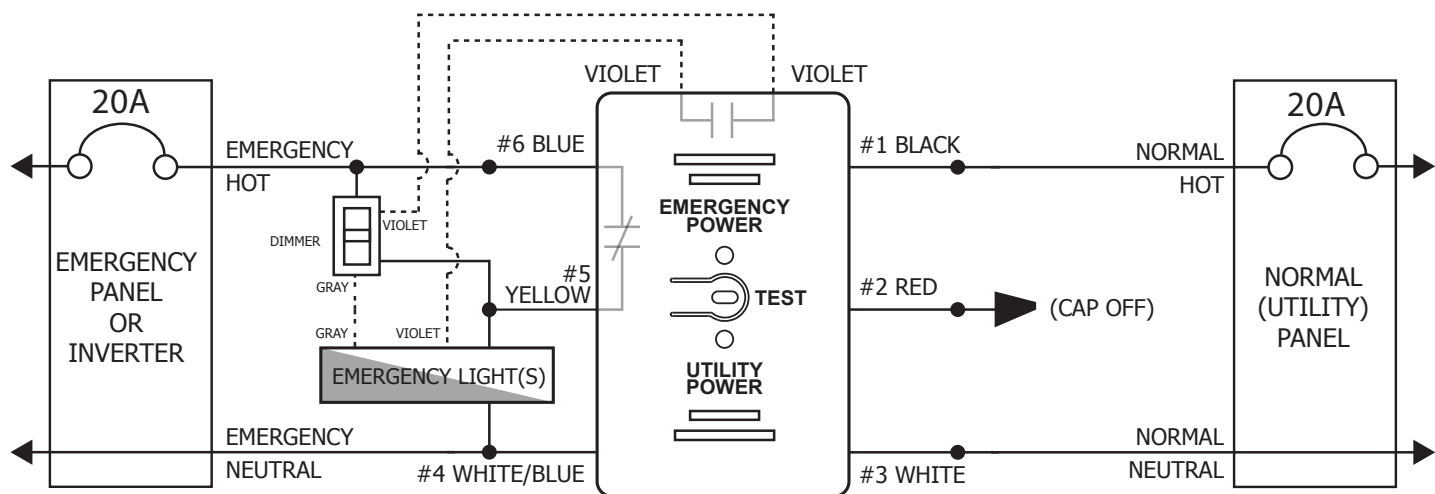 VIOLET
VIOLET
20A
20A
EMERGENCY
HOT
#6 BLUE
#1 BLACK
NORMAL
HOT
EMERGENCY
POWER
VIOLET
DIMMER
EMERGENCY
PANEL
OR
INVERTER
#5
YELLOW
GRAY
TEST
#2 RED
(CAP OFF)
NORMAL
(UTILITY)
PANEL
GRAY
VIOLET
EMERGENCY LIGHT(S)
UTILITY
POWER
EMERGENCY
NEUTRAL
#4 WHITE/BLUE
#3 WHITE
NORMAL
NEUTRAL